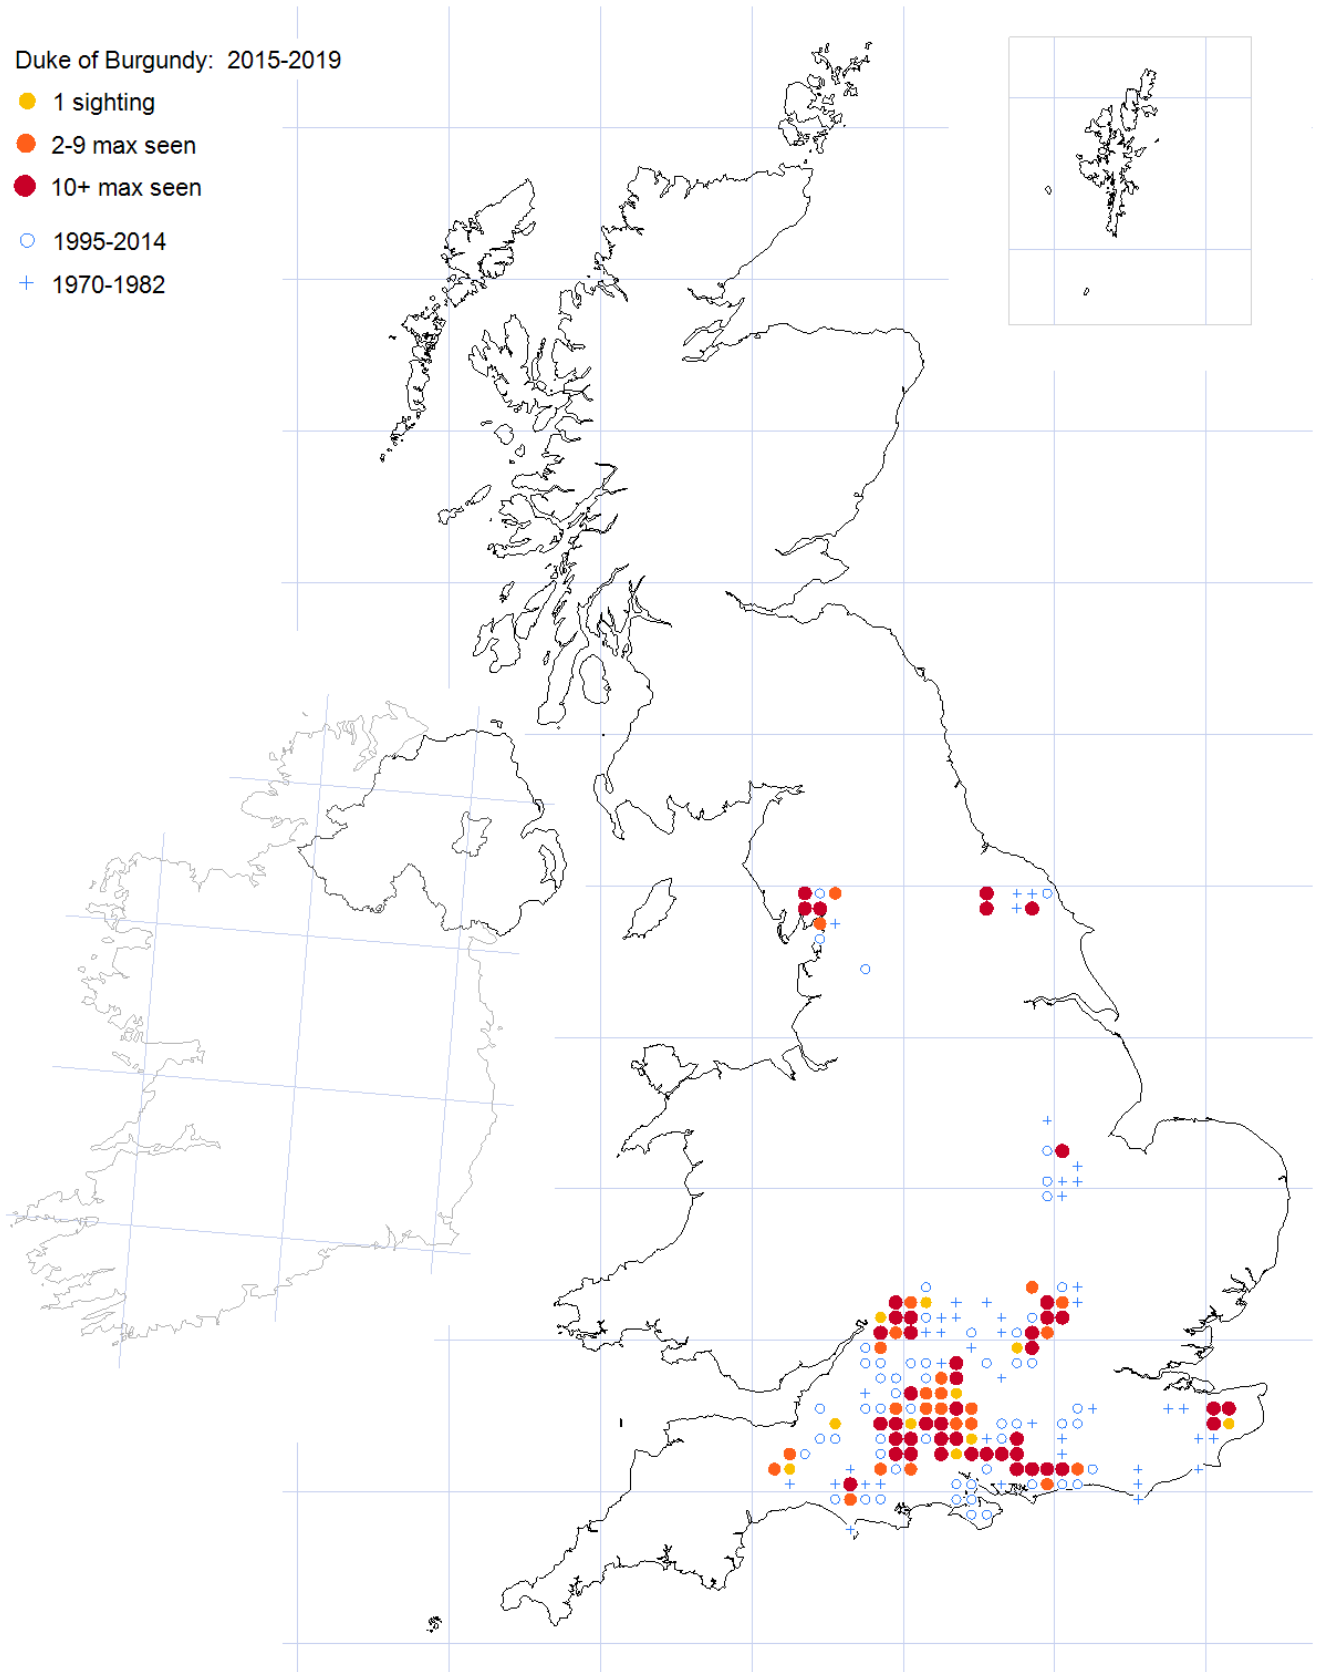 Duke of Burgundy: 2015-2019
1 sighting
2-9 max seen
10+ max seen
1995-2014
1970-1982